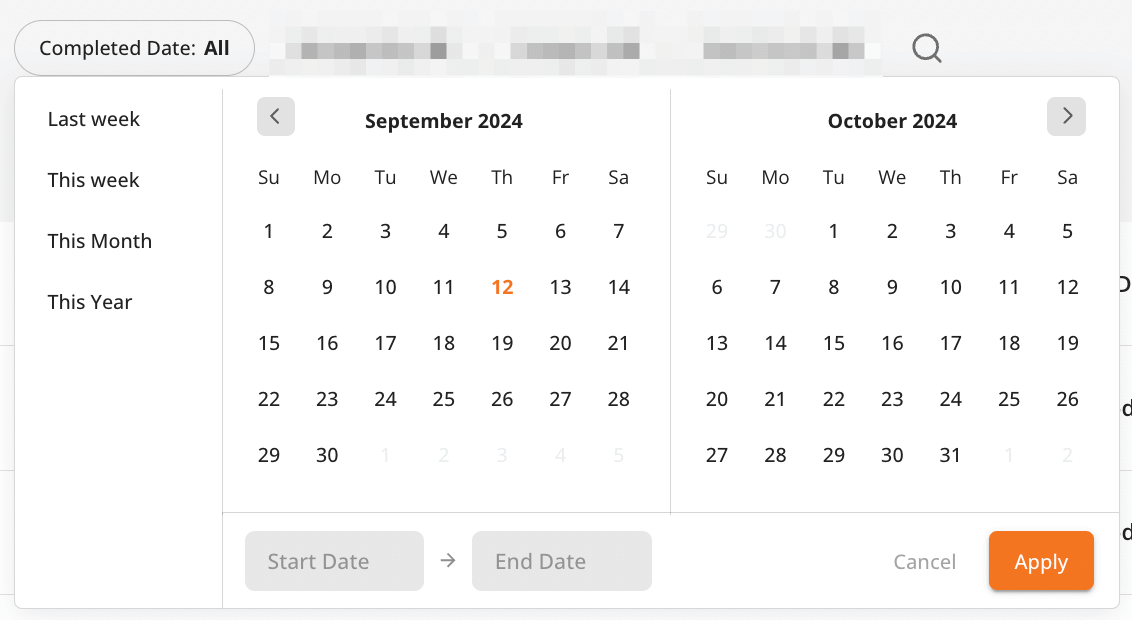 Completed Date: All
Last week
This week
This Month
This Year
September 2024
Su Mo Tu We Th Fr Sa
1 2 3 4 5 6 7
8 9 10 11 12 13 14
15 16 17 18 19 20 21
22 23 24 25 26 27 28
29 30 1 2 3 4 5
October 2024
Su Mo Tu We Th Fr Sa
29 30 1 2 3 4 5
6 7 8 9 10 11 12
13 14 15 16 17 18 19
20 21 22 23 24 25 26
27 28 29 30 31 1 2
Start Date → End Date
Cancel
Apply